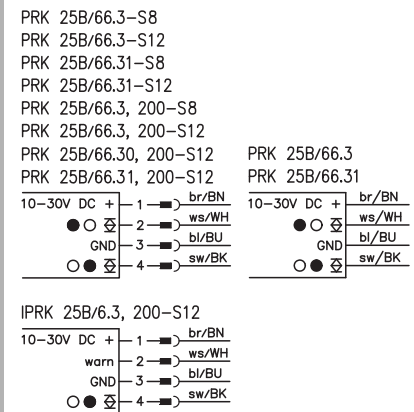 PRK 25B/66.3-S8
PRK 25B/66.3-S12
PRK 25B/66.31-S8
PRK 25B/66.31-S12
PRK 25B/66.3, 200-S8
PRK 25B/66.3, 200-S12
PRK 25B/66.30, 200-S12
PRK 25B/66.31, 200-S12
10-30V DC + 1 br/BN
2 ws/WH
GND 3 bl/BU
4 sw/BK
PRK 25B/66.3
PRK 25B/66.31
10-30V DC + br/BN
ws/WH
GND bl/BU
sw/BK
IPRK 25B/6.3, 200-S12
10-30V DC + 1 br/BN
warn 2 ws/WH
GND 3 bl/BU
4 sw/BK